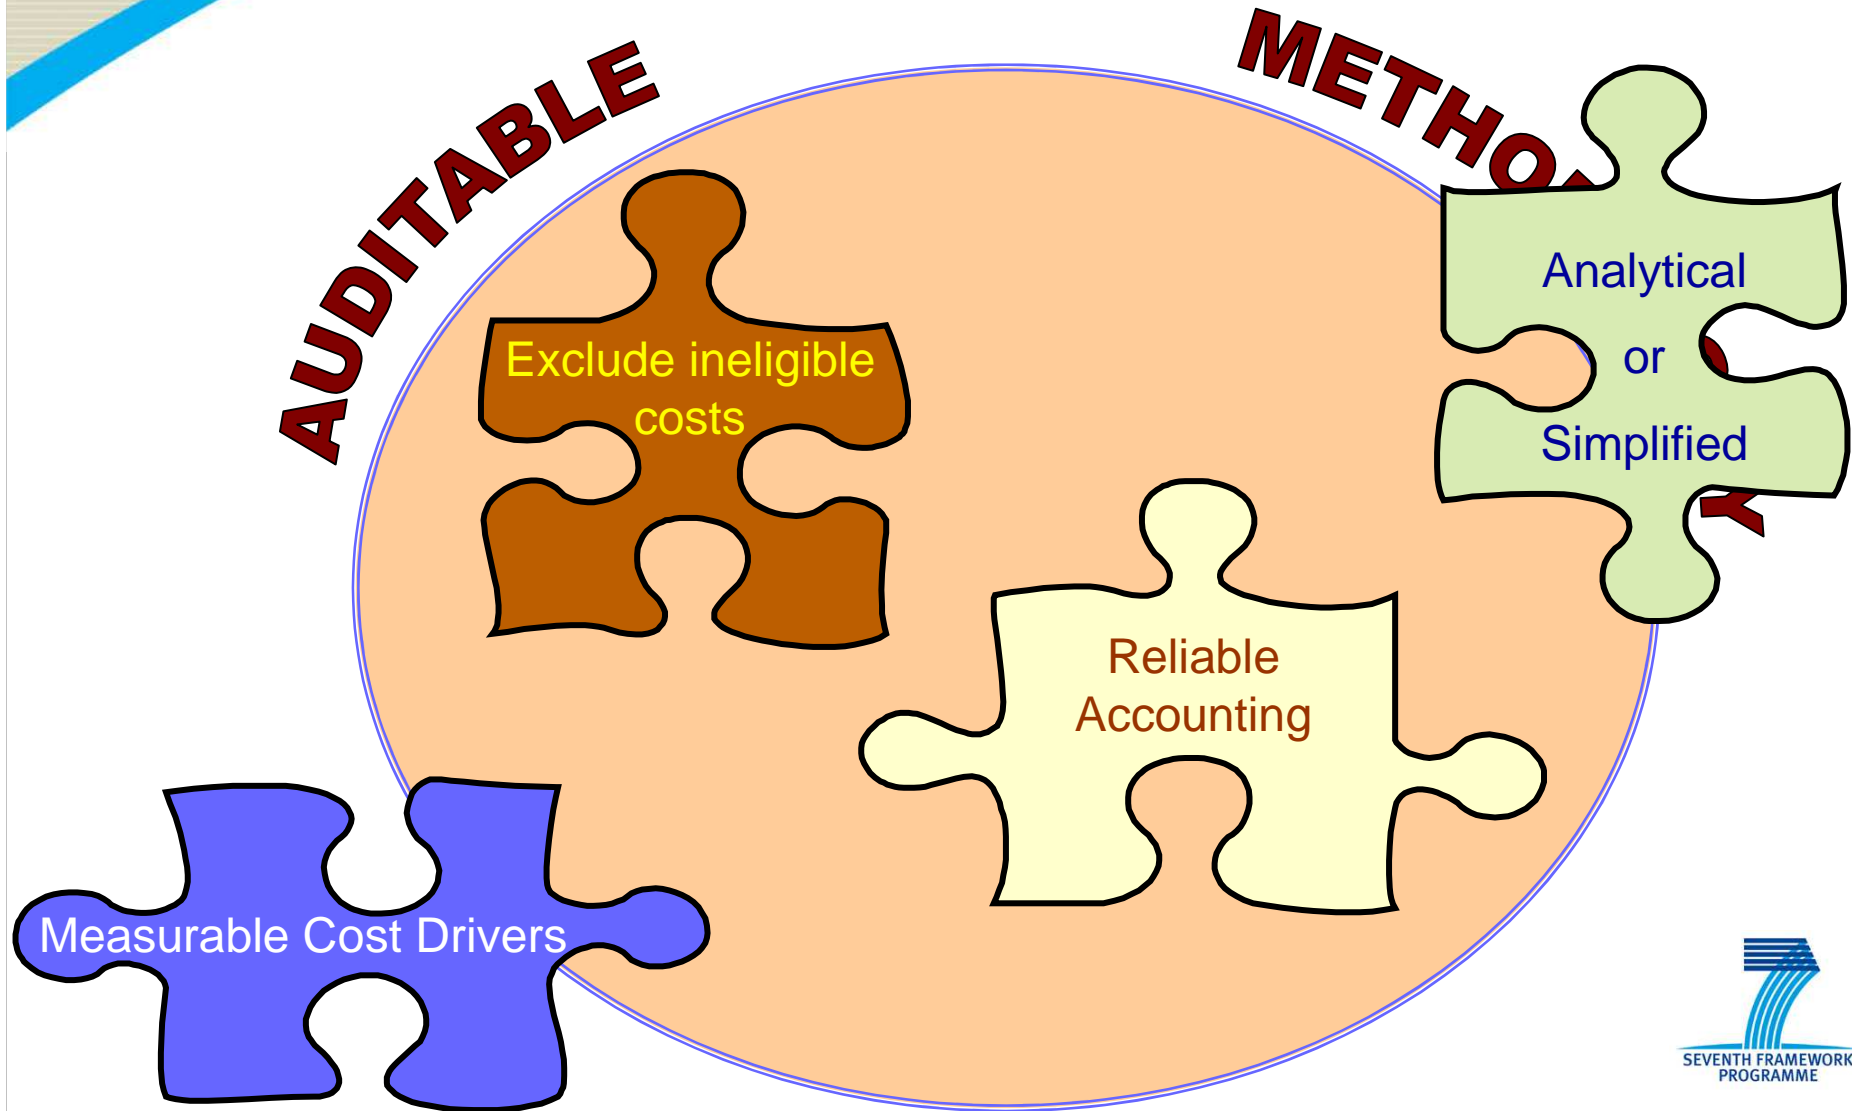 AUDITABLE
METHO
Exclude ineligible
costs
Analytical
or
Simplified
Reliable
Accounting
Measurable Cost Drivers
SEVENTH FRAMEWORK
PROGRAMME